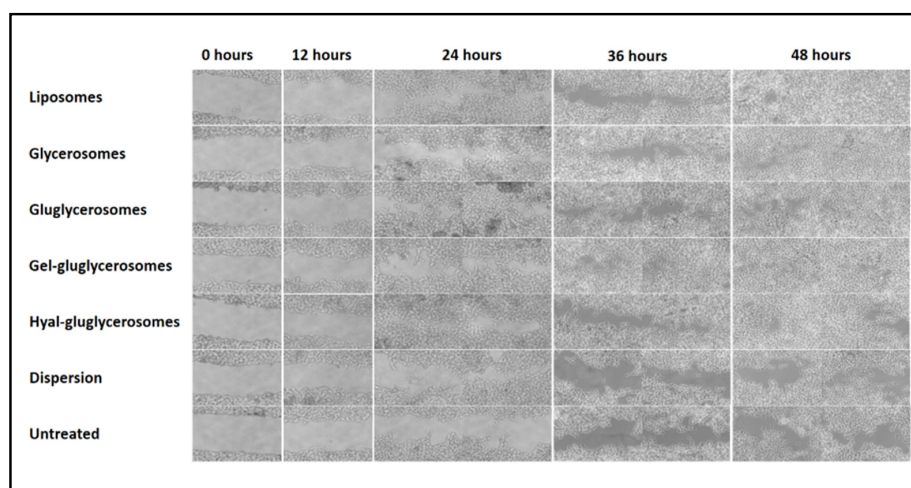 0 hours 12 hours 24 hours 36 hours 48 hours
Liposomes
Glycerosomes
Gluglycerosomes
Gel-gluglycerosomes
Hyal-gluglycerosomes
Dispersion
Untreated